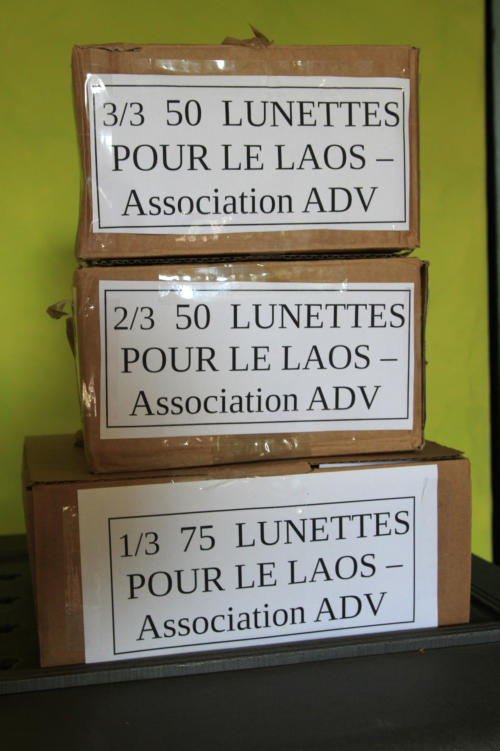 3/3 50 LUNETTES
POUR LE LAOS –
Association ADV
2/3 50 LUNETTES
POUR LE LAOS –
Association ADV
1/3 75 LUNETTES
POUR LE LAOS –
Association ADV